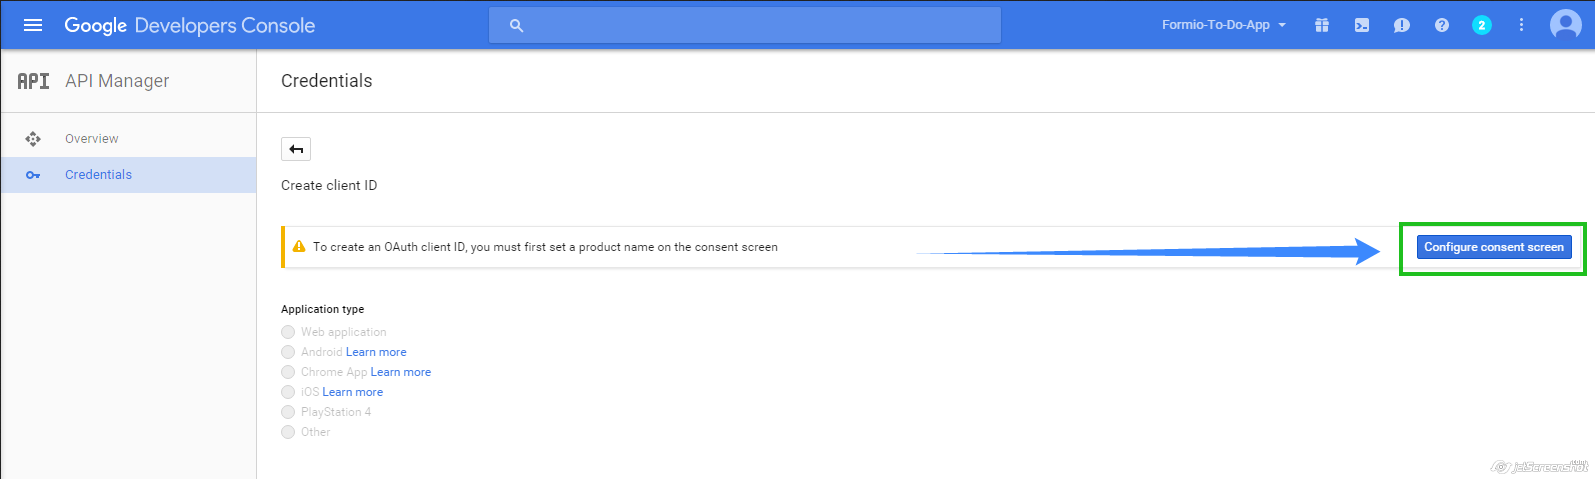 Google Developers Console
Formio-To-Do-App
2
API
API Manager
Credentials
Overview
Credentials
Create client ID
To create an OAuth client ID, you must first set a product name on the consent screen
Configure consent screen
Application type
Web application
Android Learn more
Chrome App Learn more
iOS Learn more
PlayStation 4
Other
jetScreenshot